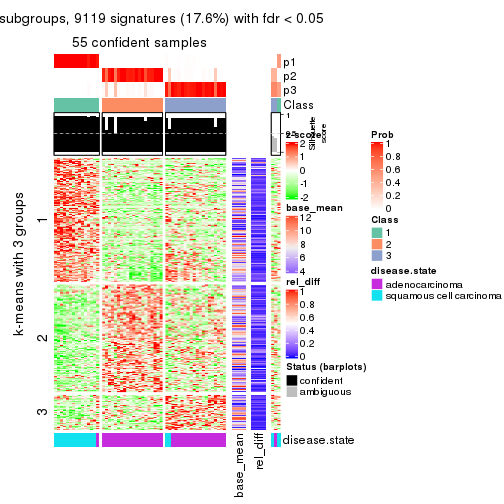 subgroups, 9119 signatures (17.6%) with fdr < 0.05
55 confident samples
p1
p2
p3
Class
1
0
Silhouette
score
k-means with 3 groups
1
2
3
base_mean
rel_diff
disease.state
z-score
2
1
0
-1
-2
base_mean
12
10
8
6
4
rel_diff
1
0.8
0.6
0.4
0.2
0
Status (barplots)
confident
ambiguous
Prob
1
0.8
0.6
0.4
0.2
0
Class
1
2
3
disease.state
adenocarcinoma
squamous cell carcinoma